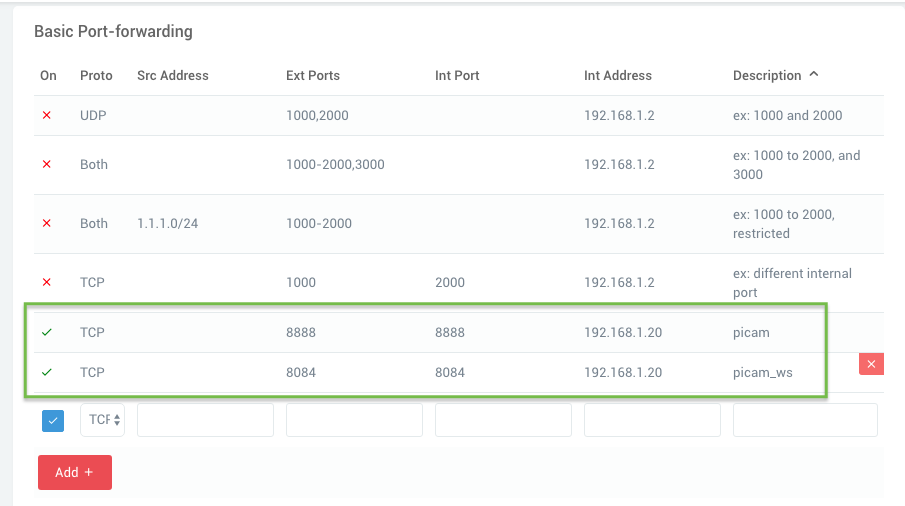 Basic Port-forwarding
On Proto Src Address Ext Ports Int Port Int Address Description
UDP 1000,2000 192.168.1.2 ex: 1000 and 2000
Both 1000-2000,3000 192.168.1.2 ex: 1000 to 2000, and
3000
Both 1.1.1.0/24 1000-2000 192.168.1.2 ex: 1000 to 2000,
restricted
TCP 1000 2000 192.168.1.2 ex: different internal
port
TCP 8888 8888 192.168.1.20 picam
TCP 8084 8084 192.168.1.20 picam_ws
TCP
Add +